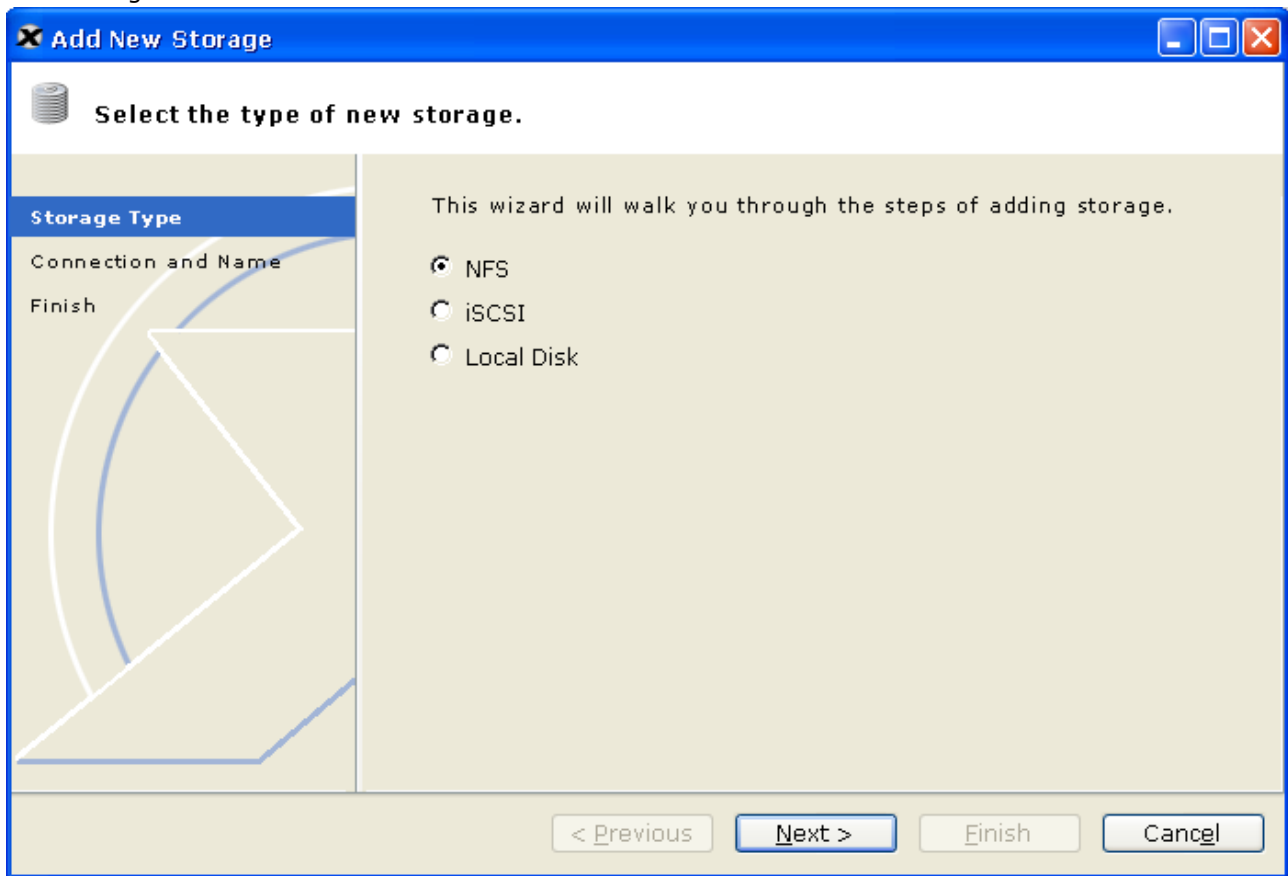 Add New Storage
Select the type of new storage.
Storage Type
Connection and Name
Finish
This wizard will walk you through the steps of adding storage.
NFS
iSCSI
Local Disk
< Previous
Next >
Finish
Cancel